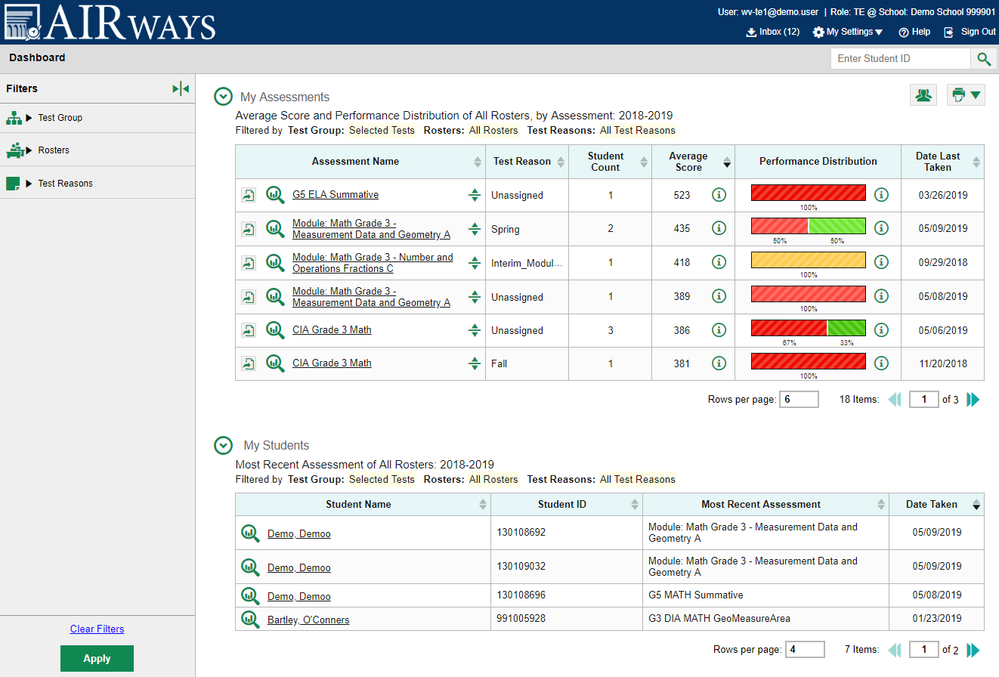 AIRWAYS
User: wv-te1@demo.user | Role: TE @ School: Demo School 999901
Inbox (12) My Settings Help Sign Out
Dashboard
Enter Student ID
Filters
Test Group
Rosters
Test Reasons
Clear Filters
Apply
My Assessments
Average Score and Performance Distribution of All Rosters, by Assessment: 2018-2019
Filtered by Test Group: Selected Tests Rosters: All Rosters Test Reasons: All Test Reasons
Assessment Name Test Reason Student Count Average Score Performance Distribution Date Last Taken
G5 ELA Summative Unassigned 1 523 03/26/2019
100%
Module: Math Grade 3 -
Measurement Data and Geometry A Spring 2 435 05/09/2019
50% 50%
Module: Math Grade 3 - Number and
Operations Fractions C Interim_Modul... 1 418 09/29/2018
100%
Module: Math Grade 3 -
Measurement Data and Geometry A Unassigned 1 389 05/08/2019
100%
CIA Grade 3 Math Unassigned 3 386 05/06/2019
67% 33%
CIA Grade 3 Math Fall 1 381 11/20/2018
100%
Rows per page: 6 18 Items: 1 of 3
My Students
Most Recent Assessment of All Rosters: 2018-2019
Filtered by Test Group: Selected Tests Rosters: All Rosters Test Reasons: All Test Reasons
Student Name Student ID Most Recent Assessment Date Taken
Demo, Demoo 130108692 Module: Math Grade 3 - Measurement Data and
Geometry A 05/09/2019
Demo, Demoo 130109032 Module: Math Grade 3 - Measurement Data and
Geometry A 05/09/2019
Demo, Demoo 130108696 G5 MATH Summative 05/08/2019
Bartley, O'Conners 991005928 G3 DIA MATH GeoMeasureArea 01/23/2019
Rows per page: 4 7 Items: 1 of 2